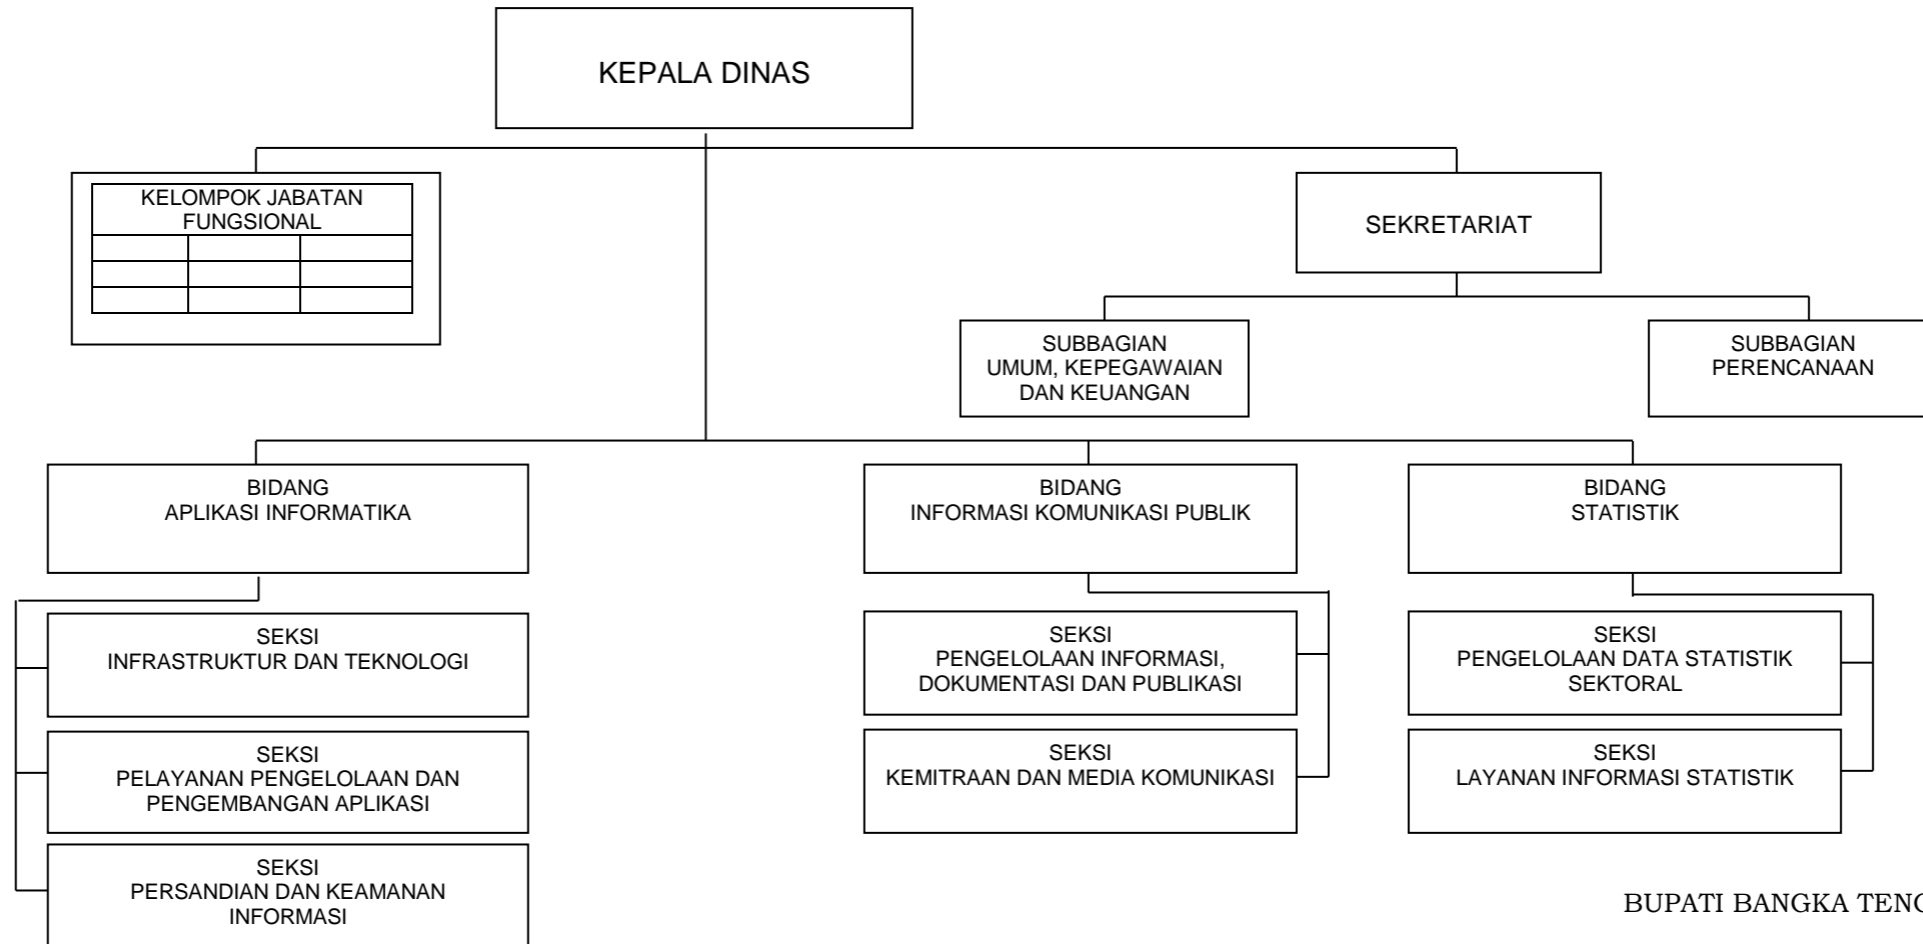 KEPALA DINAS
KELOMPOK JABATAN
FUNGSIONAL
SEKRETARIAT
SUBBAGIAN
UMUM, KEPEGAWAIAN
DAN KEUANGAN
SUBBAGIAN
PERENCANAAN
BIDANG
APLIKASI INFORMATIKA
BIDANG
INFORMASI KOMUNIKASI PUBLIK
BIDANG
STATISTIK
SEKSI
INFRASTRUKTUR DAN TEKNOLOGI
SEKSI
PENGELOLAAN INFORMASI,
DOKUMENTASI DAN PUBLIKASI
SEKSI
PENGELOLAAN DATA STATISTIK
SEKTORAL
SEKSI
PELAYANAN PENGELOLAAN DAN
PENGEMBANGAN APLIKASI
SEKSI
KEMITRAAN DAN MEDIA KOMUNIKASI
SEKSI
LAYANAN INFORMASI STATISTIK
SEKSI
PERSANDIAN DAN KEAMANAN
INFORMASI
BUPATI BANGKA